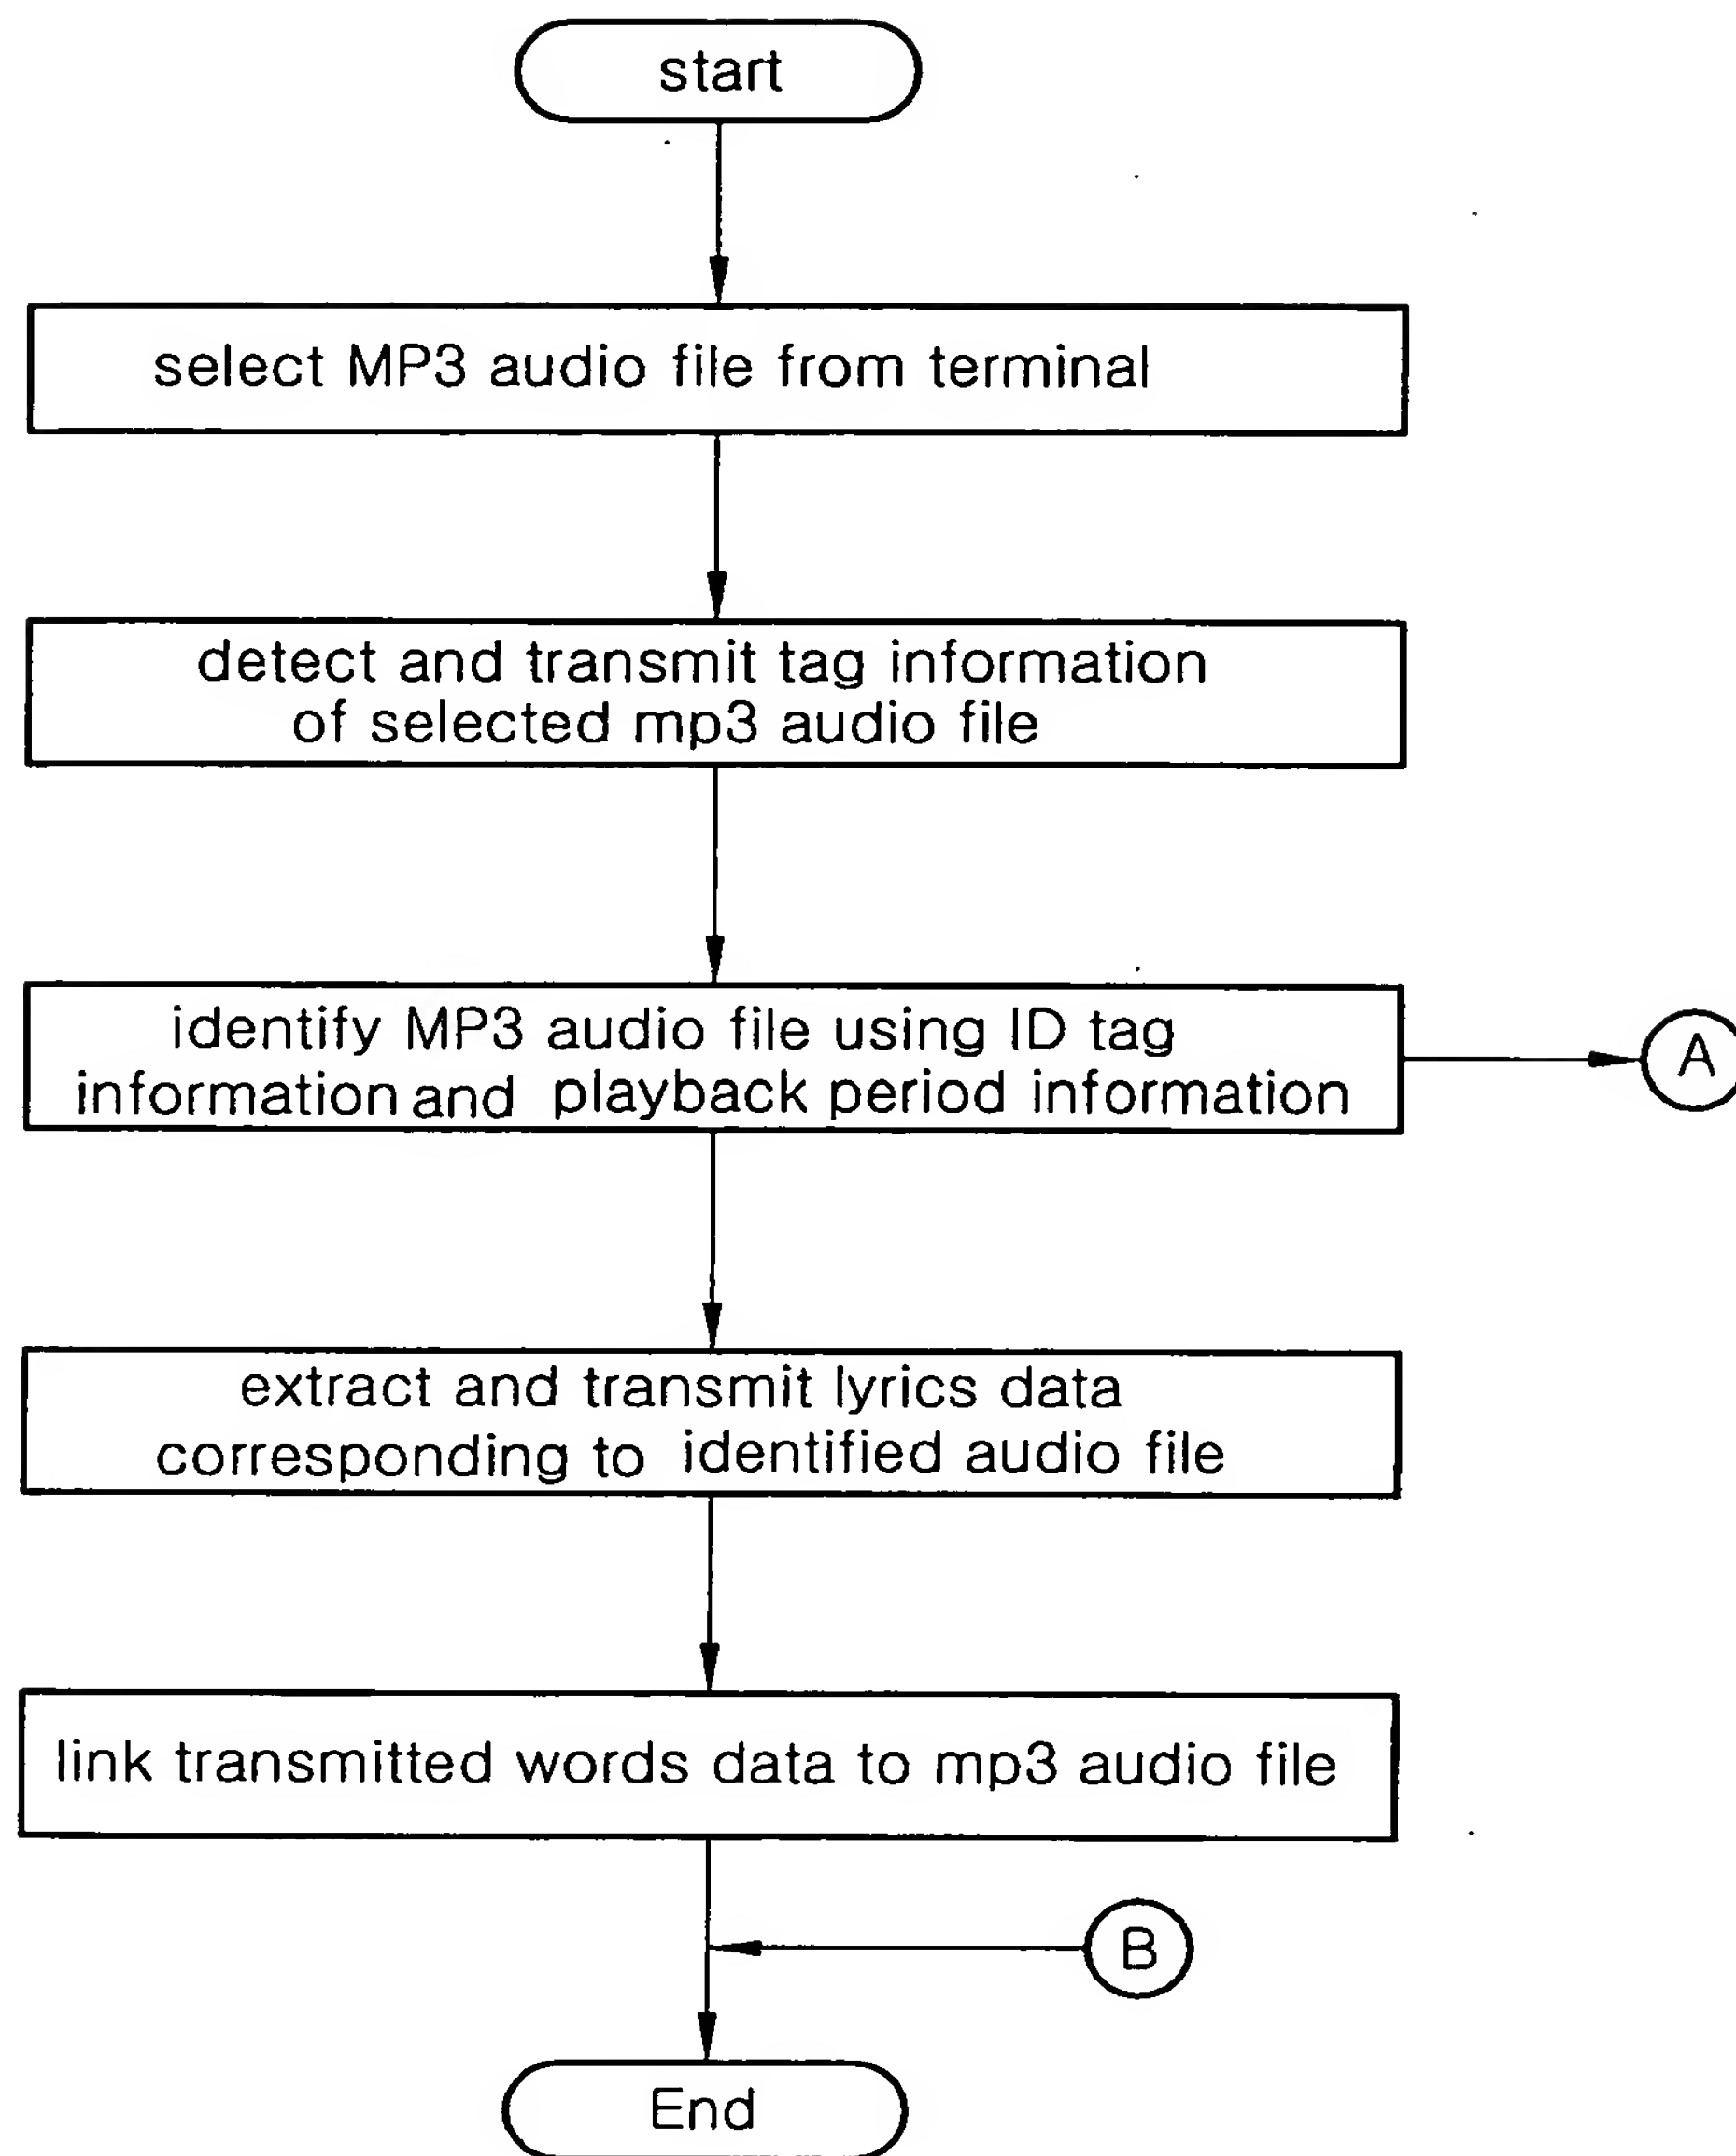 start
select MP3 audio file from terminal
detect and transmit tag information
of selected mp3 audio file
identify MP3 audio file using ID tag
information and playback period information
A
extract and transmit lyrics data
corresponding to identified audio file
link transmitted words data to mp3 audio file
B
End